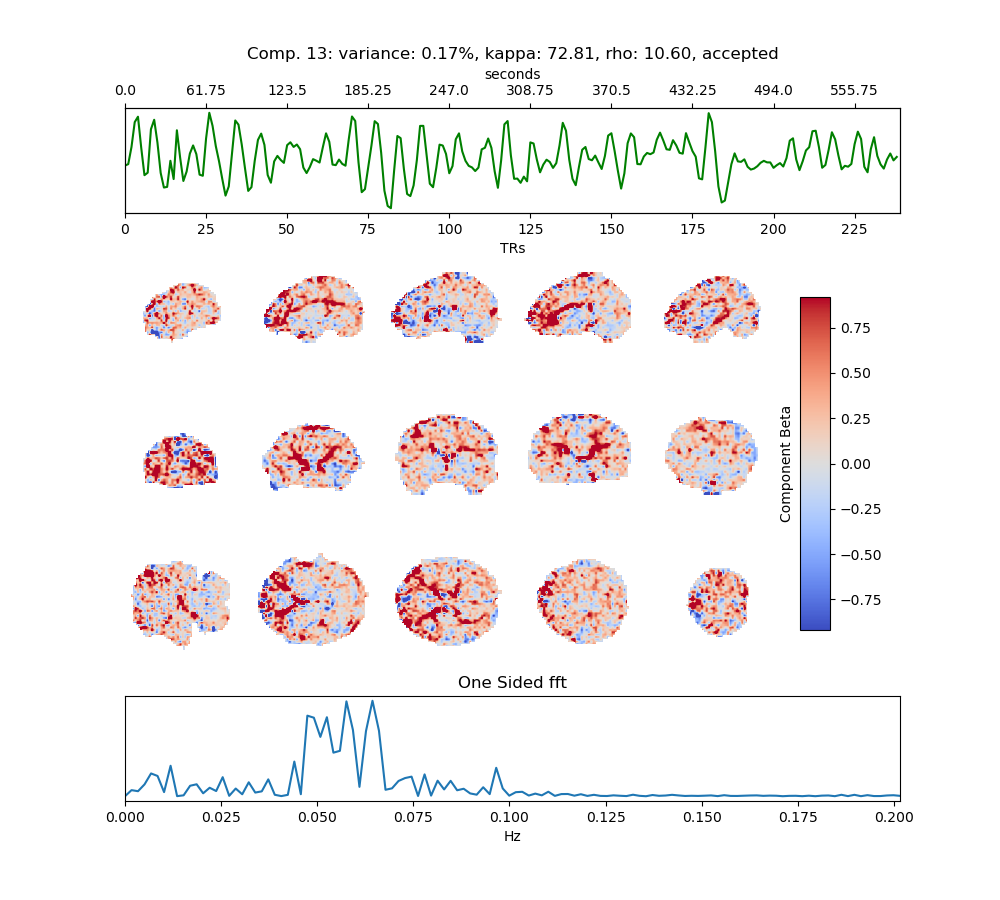 Comp. 13: variance: 0.17%, kappa: 72.81, rho: 10.60, accepted
seconds
0.0 61.75 123.5 185.25 247.0 308.75 370.5 432.25 494.0 555.75
0 25 50 75 100 125 150 175 200 225
TRs
Component Beta
0.75
0.50
0.25
0.00
−0.25
−0.50
−0.75
One Sided fft
0.000 0.025 0.050 0.075 0.100 0.125 0.150 0.175 0.200
Hz